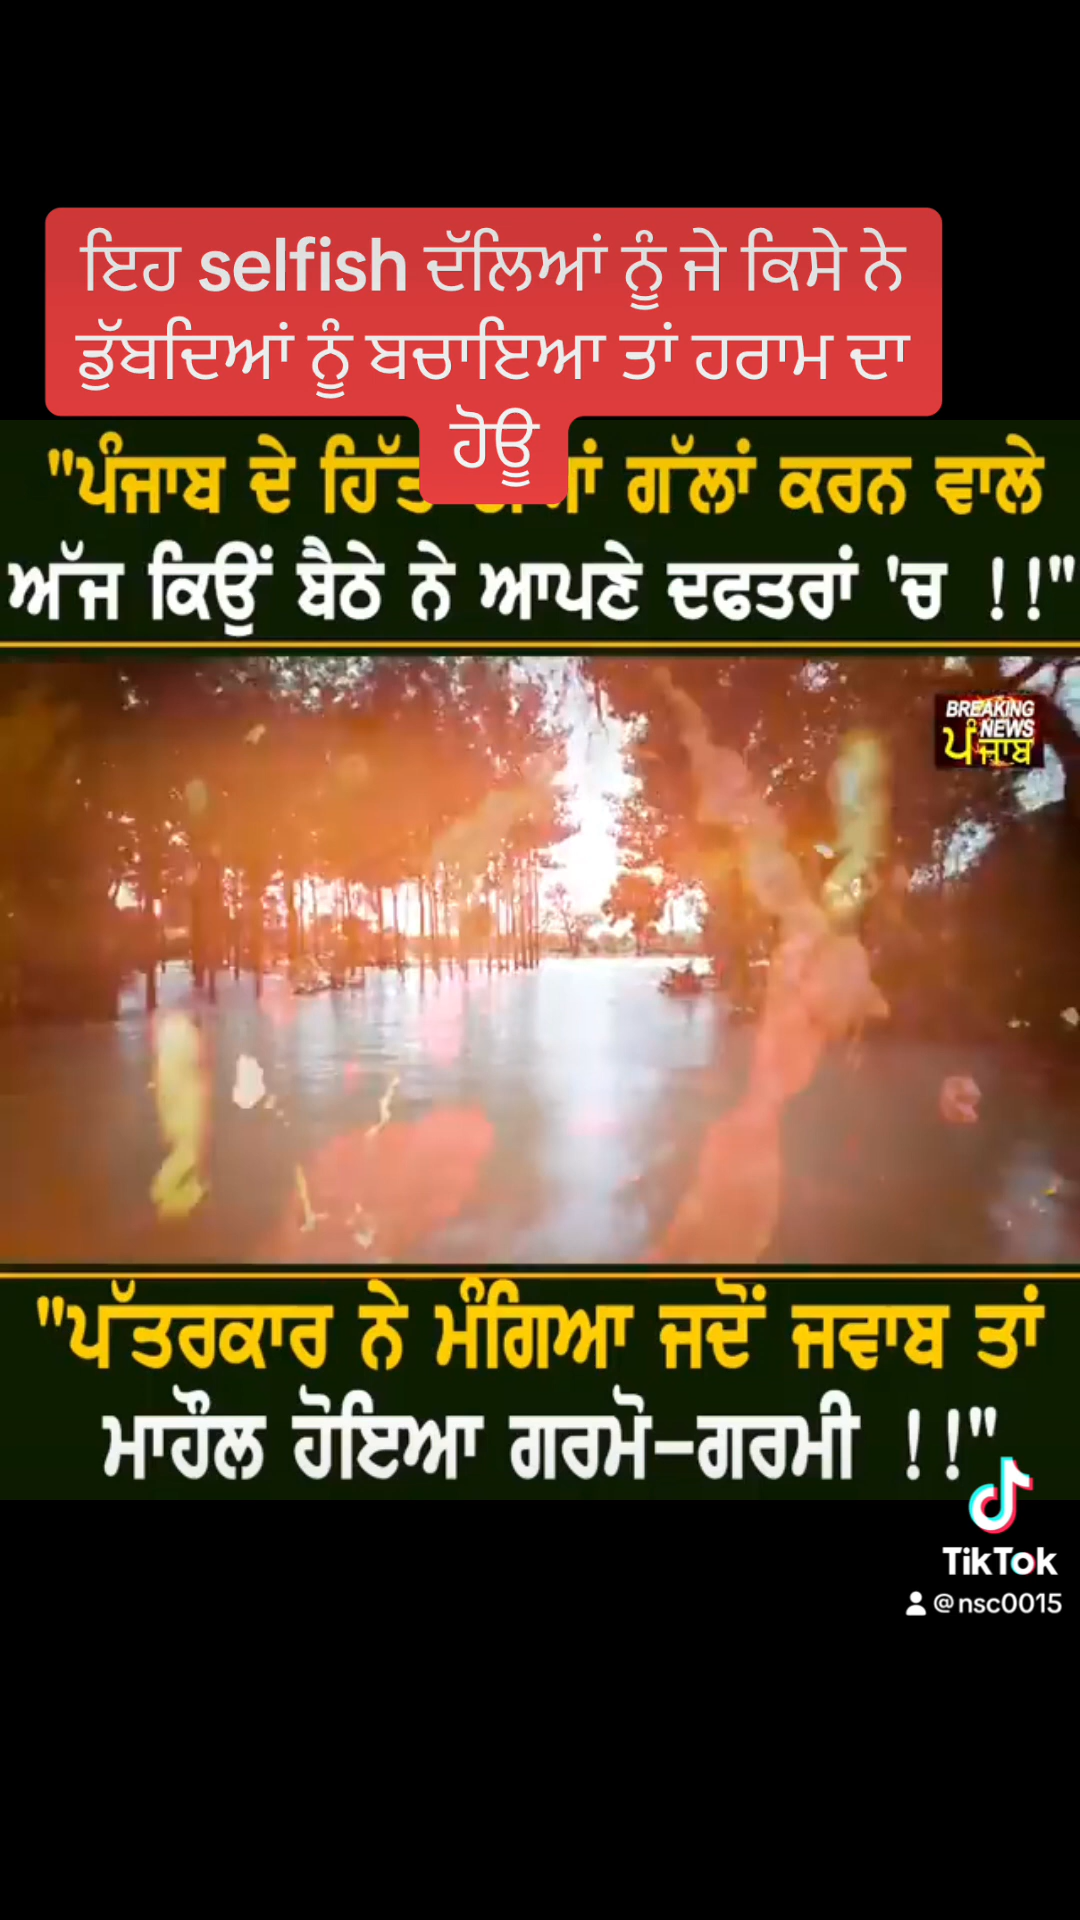 ਇਹ selfish ਦੱਲਿਆਂ ਨੂੰ ਜੇ ਕਿਸੇ ਨੇ
ਡੁੱਬਦਿਆਂ ਨੂੰ ਬਚਾਇਆ ਤਾਂ ਹਰਾਮ ਦਾ
ਹੋਊ
"ਪੰਜਾਬ ਦੇ ਗੱਲਾਂ ਕਰਨ ਵਾਲੇ
ਅੱਜ ਕਿਉਂ ਬੈਠੇ ਨੇ ਆਪਣੇ ਦਫਤਰਾਂ 'ਚ !!"
BREAKING
NEWS
ਪੰਜਾਬ
"ਪੱਤਰਕਾਰ ਨੇ ਮੰਗਿਆ ਜਦੋਂ ਜਵਾਬ ਤਾਂ
ਮਾਹੌਲ ਹੋਇਆ ਗਰਮੋ-ਗਰਮੀ !!"
TikTok
@nsc0015